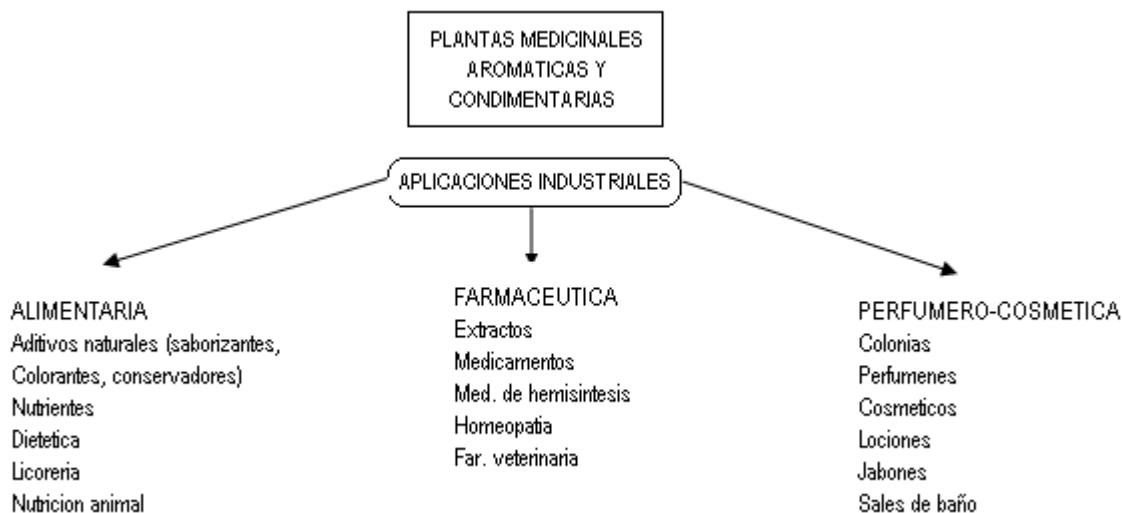 PLANTAS MEDICINALES
AROMATICAS Y
CONDIMENTARIAS
APLICACIONES INDUSTRIALES
ALIMENTARIA
Aditivos naturales (saborizantes,
Colorantes, conservadores)
Nutrientes
Dietetica
Licoreria
Nutricion animal
FARMACEUTICA
Extractos
Medicamentos
Med. de hemisintesis
Homeopatia
Far. veterinaria
PERFUMERO-COSMETICA
Colonias
Perfumenes
Cosmeticos
Lociones
Jabones
Sales de baño